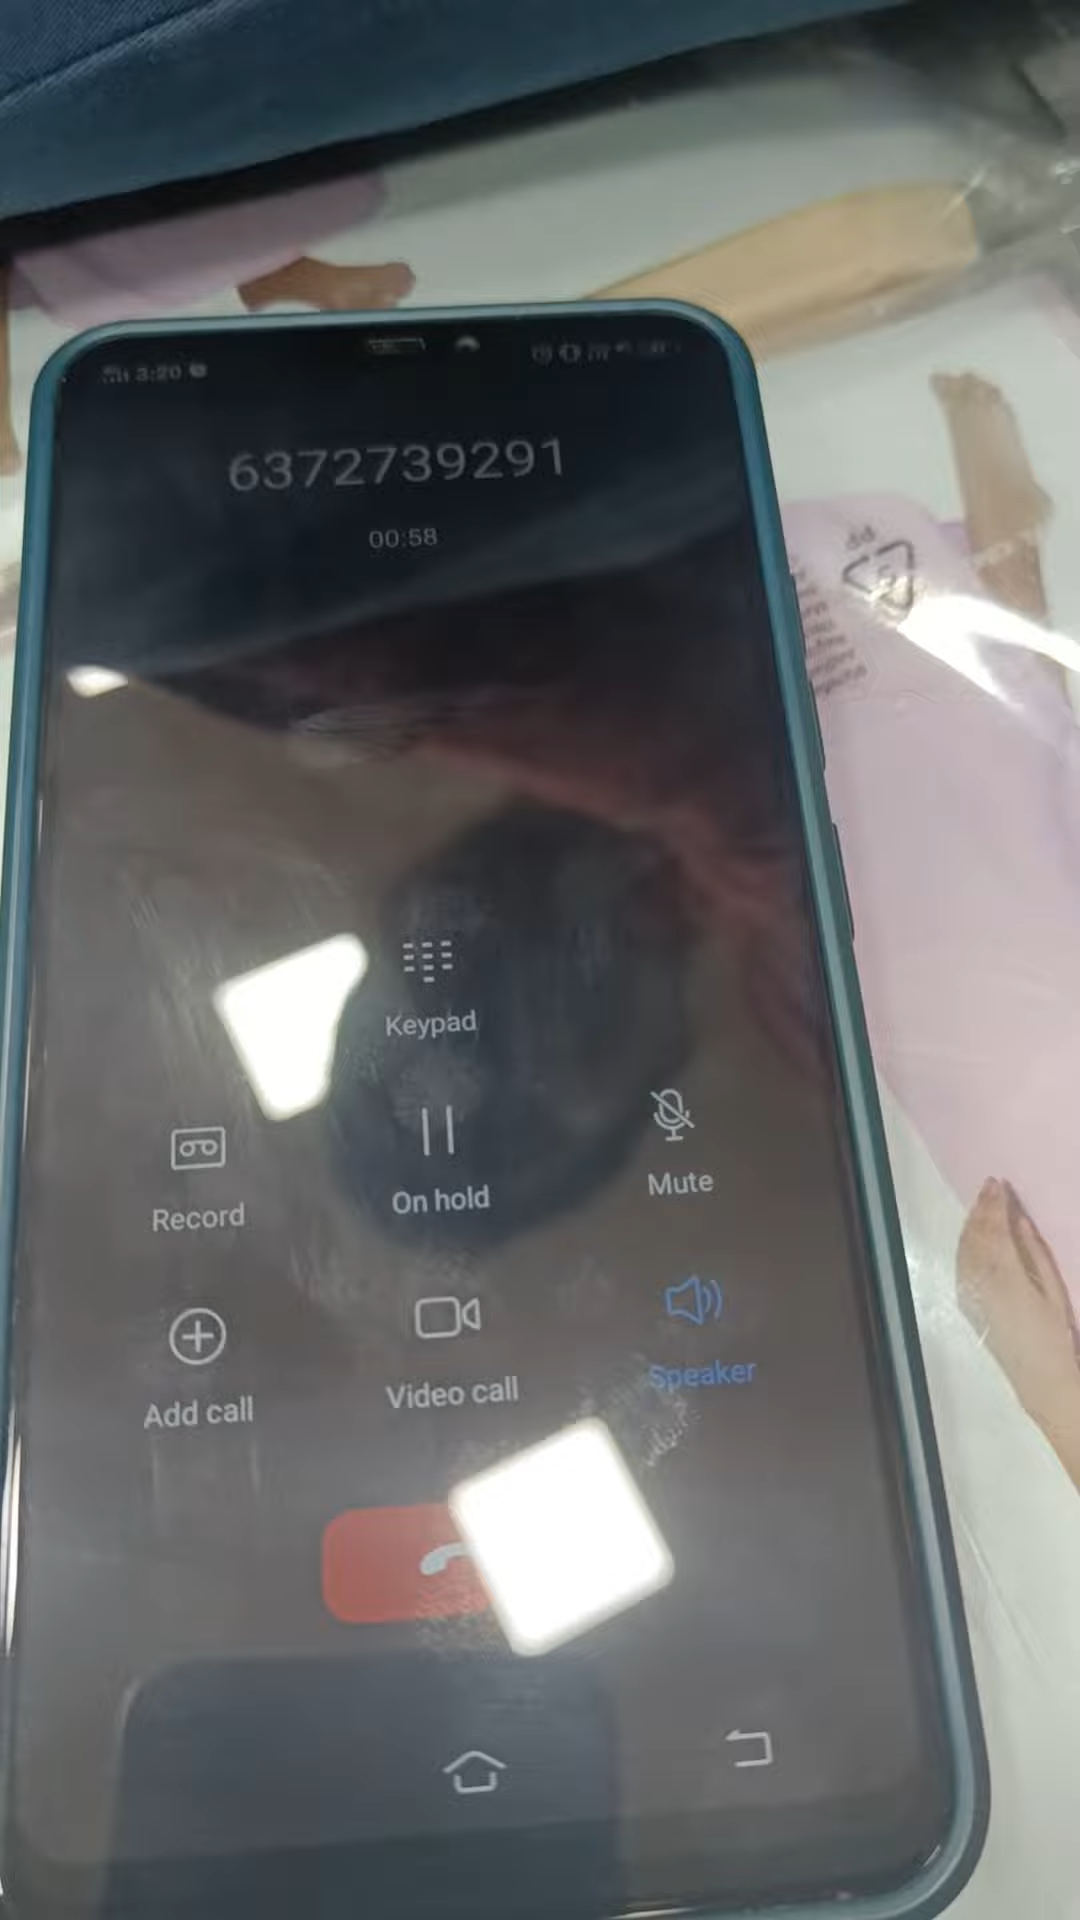 3:20
6372739291
00:58
Keypad
Record
On hold
Mute
Add call
Video call
Speaker